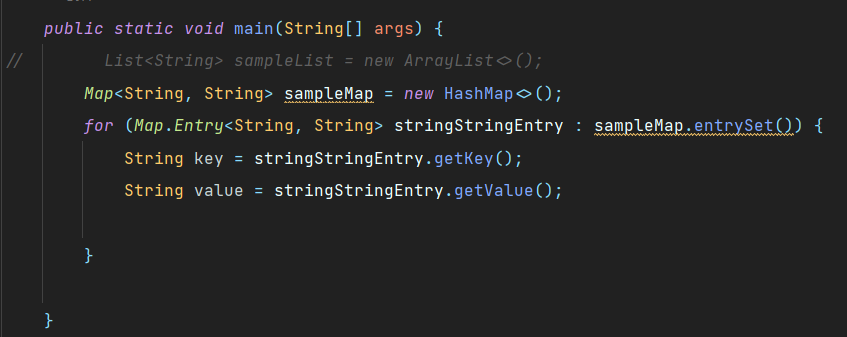 public static void main(String[] args) {
//        List<String> sampleList = new ArrayList<>();
Map<String, String> sampleMap = new HashMap<>();
for (Map.Entry<String, String> stringStringEntry : sampleMap.entrySet()) {
String key = stringStringEntry.getKey();
String value = stringStringEntry.getValue();
}
}